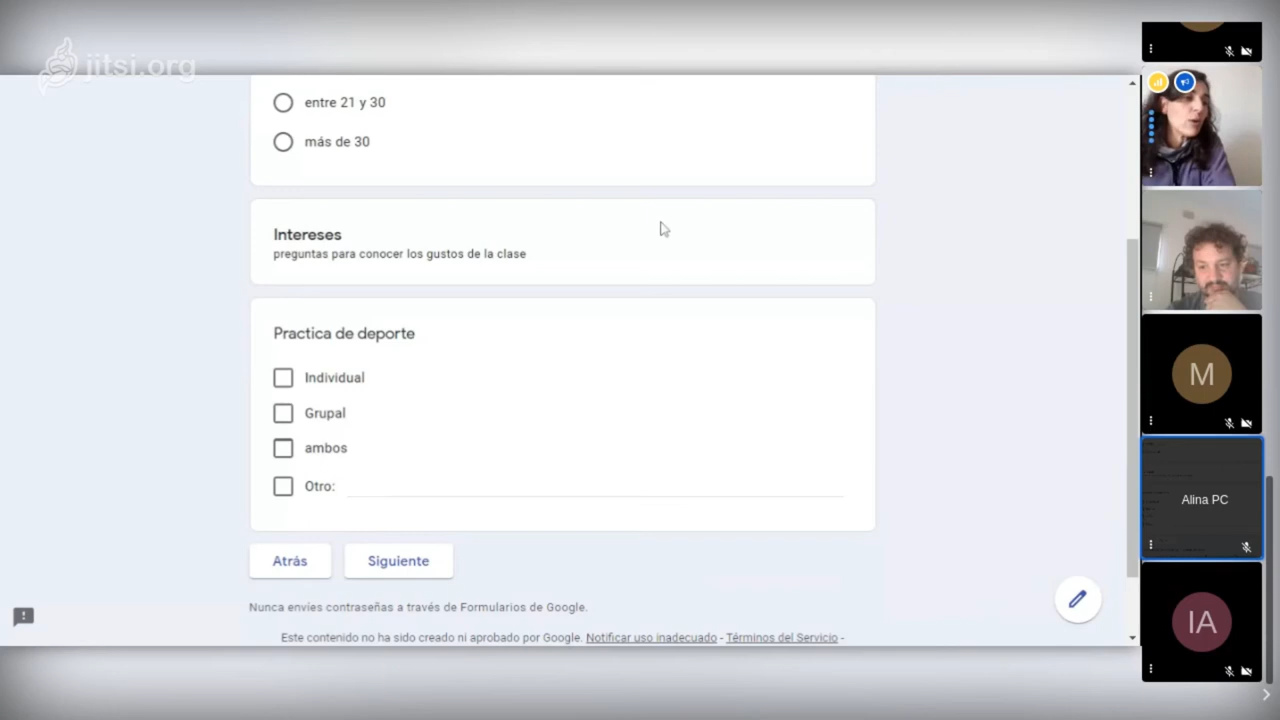 jitsi.org
entre 21 y 30
más de 30
Intereses
preguntas para conocer los gustos de la clase
Practica de deporte
Individual
Grupal
ambos
Otro:
Atrás
Siguiente
Nunca envíes contraseñas a través de Formularios de Google.
Este contenido no ha sido creado ni aprobado por Google. Notificar uso inadecuado - Términos del Servicio -
M
Alina PC
IA